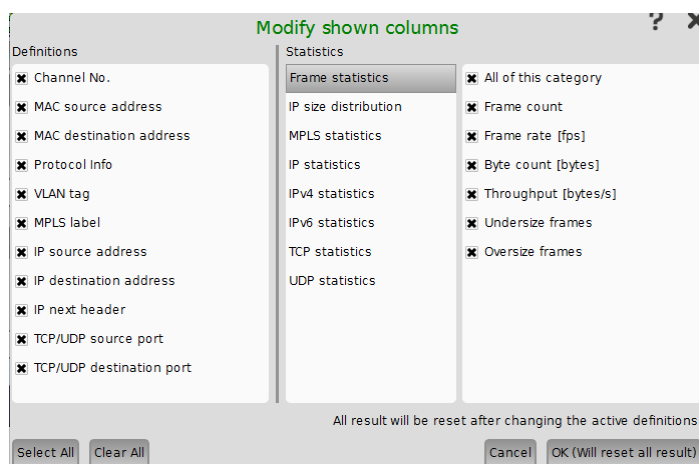 Modify shown columns
?
Definitions
Channel No.
MAC source address
MAC destination address
Protocol Info
VLAN tag
MPLS label
IP source address
IP destination address
IP next header
TCP/UDP source port
TCP/UDP destination port
Statistics
Frame statistics
IP size distribution
MPLS statistics
IP statistics
IPv4 statistics
IPv6 statistics
TCP statistics
UDP statistics
All of this category
Frame count
Frame rate [fps]
Byte count [bytes]
Throughput [bytes/s]
Undersize frames
Oversize frames
All result will be reset after changing the active definitions
Select All
Clear All
Cancel
OK (Will reset all result)